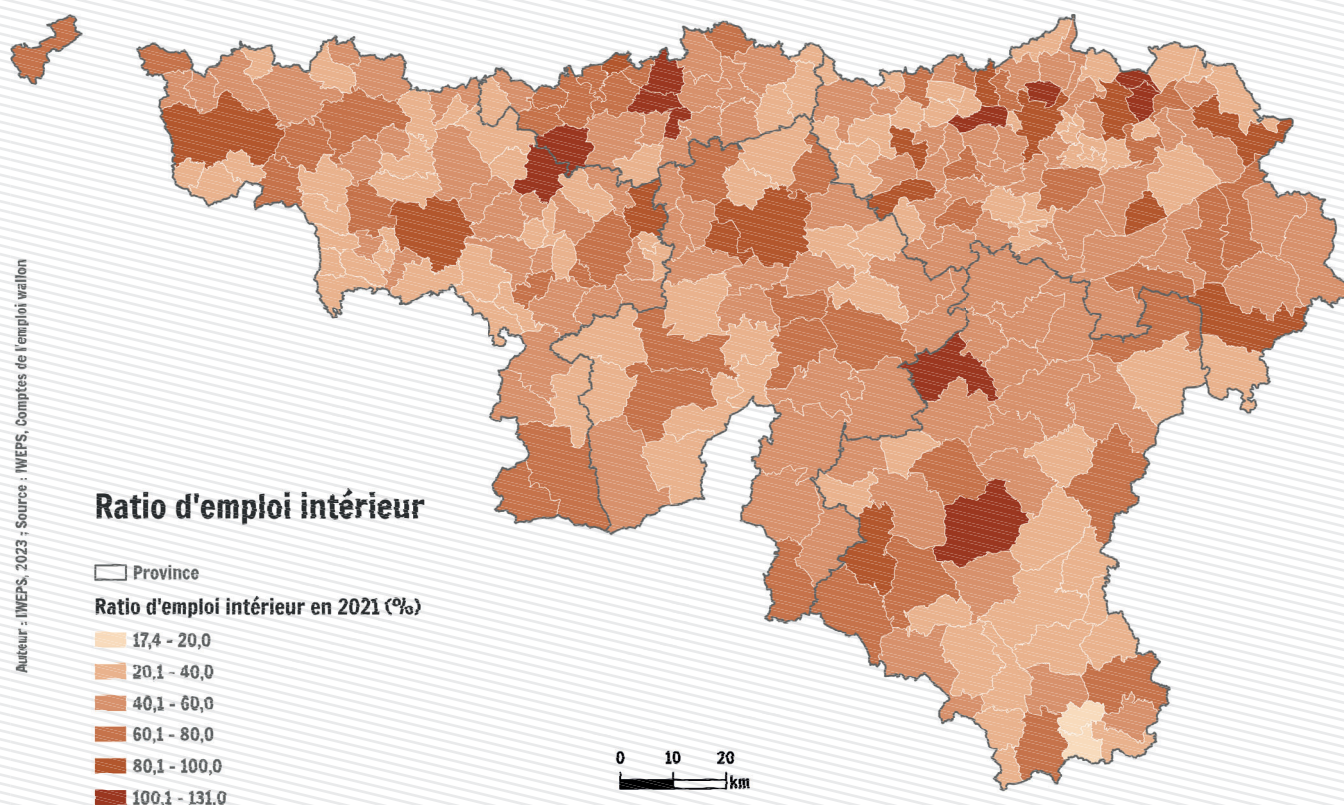 Auteur : IWEPS, 2023 ; Source : IWEPS, Comptes de l'emploi wallon
Ratio d'emploi intérieur
Province
Ratio d'emploi intérieur en 2021 (%)
17,4 - 20,0
20,1 - 40,0
40,1 - 60,0
60,1 - 80,0
80,1 - 100,0
100,1 - 131,0
0 10 20
km